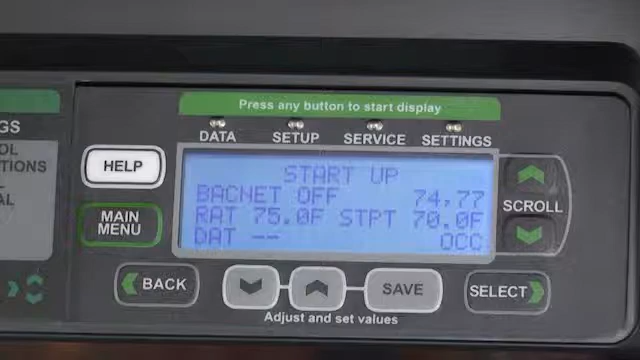 Press any button to start display
DATA SETUP SERVICE SETTINGS
GS
OL
TIONS
AL
HELP
MAIN
MENU
START UP
BACNET OFF 74,77
RAT 75.0F STPT 70.0F
DAT -- OCC
SCROLL
BACK
SAVE
SELECT
Adjust and set values